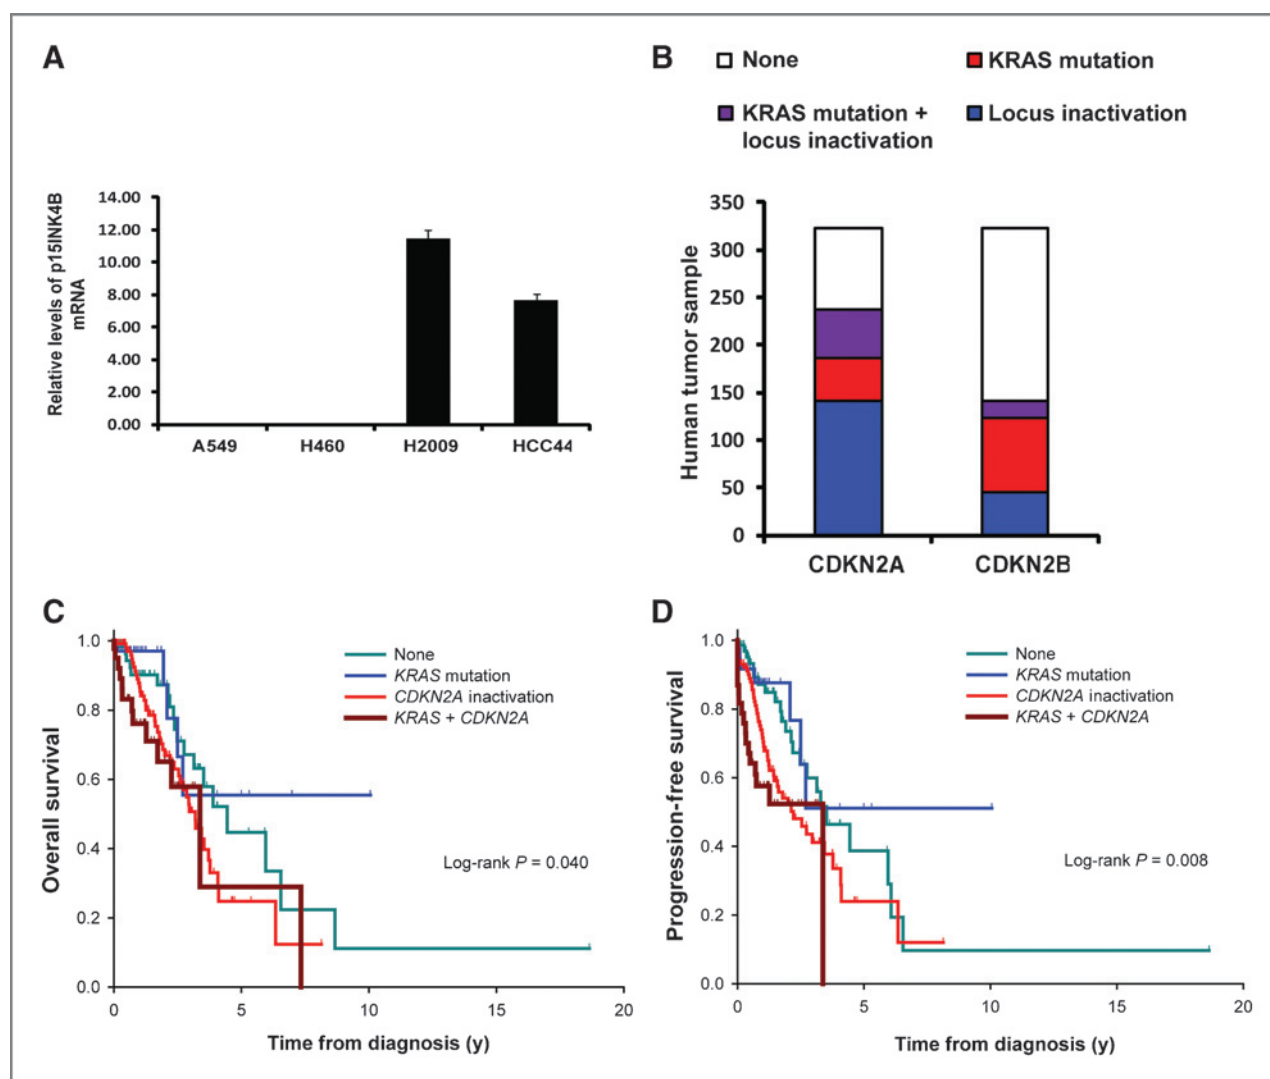 A
Relative levels of p15INK4B
mRNA
14.00
12.00
10.00
8.00
6.00
4.00
2.00
0.00
A549 H460 H2009 HCC44
B
None KRAS mutation
KRAS mutation + Locus inactivation
locus inactivation
Human tumor sample
350
300
250
200
150
100
50
0
CDKN2A CDKN2B
C
Overall survival
1.0
0.8
0.6
0.4
0.2
0.0
None
KRAS mutation
CDKN2A inactivation
KRAS + CDKN2A
Log-rank P = 0.040
0 5 10 15 20
Time from diagnosis (y)
D
Progression-free survival
1.0
0.8
0.6
0.4
0.2
0.0
None
KRAS mutation
CDKN2A inactivation
KRAS + CDKN2A
Log-rank P = 0.008
0 5 10 15 20
Time from diagnosis (y)